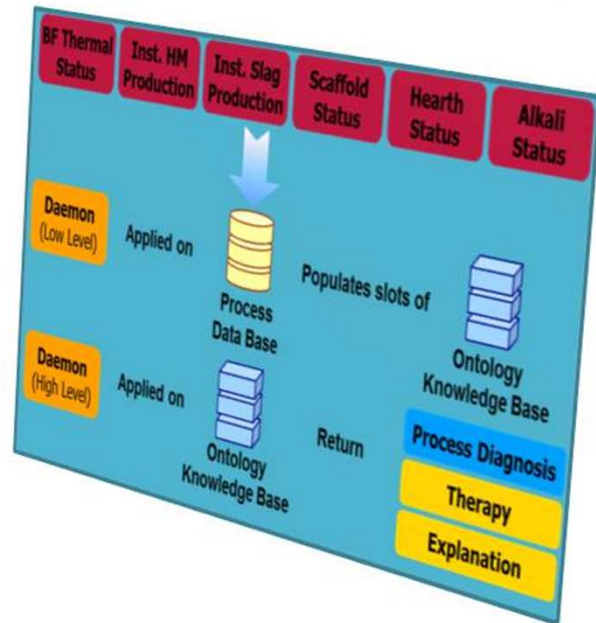 BF Thermal
Status
Inst. HM
Production
Inst. Slag
Production
Scaffold
Status
Hearth
Status
Alkali
Status
Daemon
(Low Level)
Applied on
Process
Data Base
Populates slots of
Ontology
Knowledge Base
Daemon
(High Level)
Applied on
Ontology
Knowledge Base
Return
Process Diagnosis
Therapy
Explanation